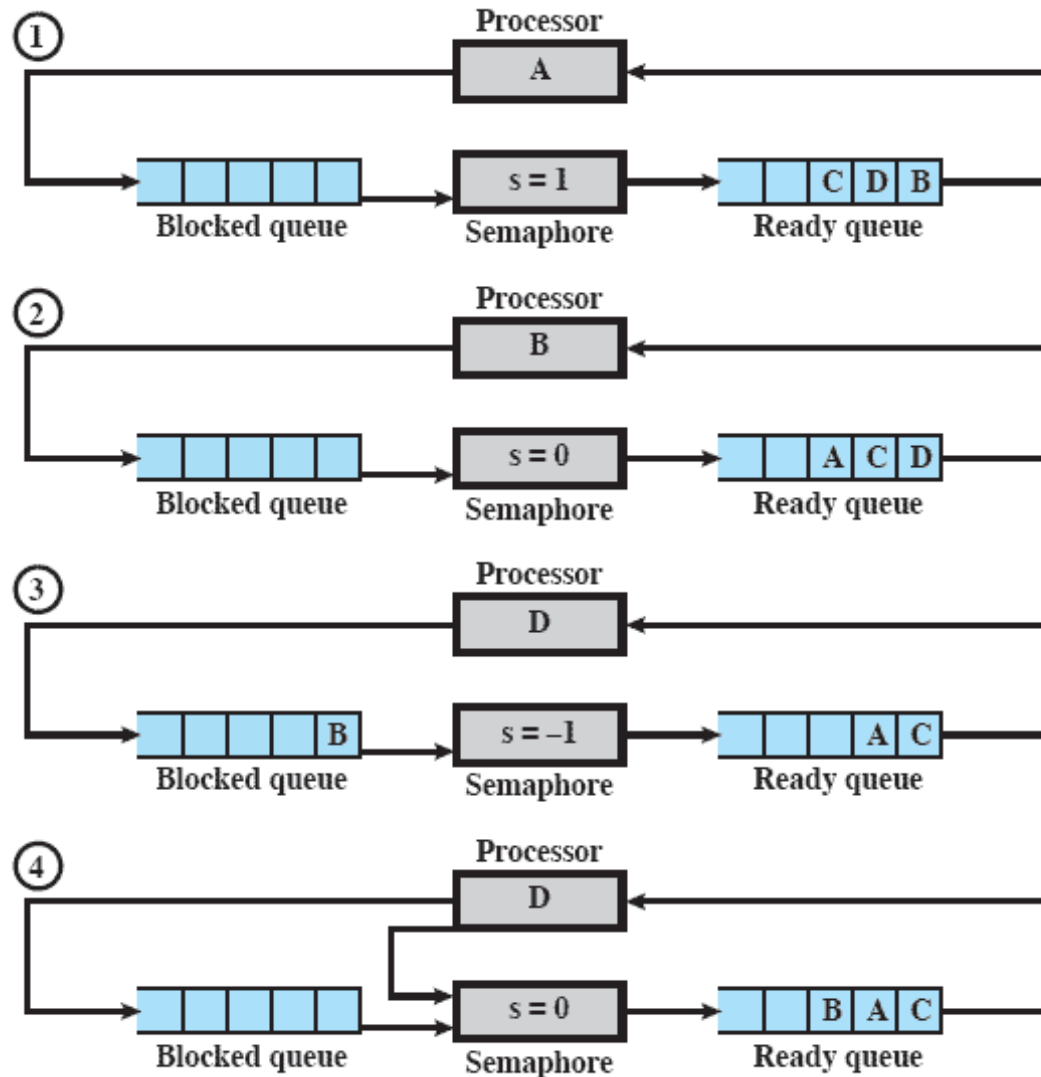 1
Processor
A
s = 1
C D B
Blocked queue
Semaphore
Ready queue
2
Processor
B
s = 0
A C D
Blocked queue
Semaphore
Ready queue
3
Processor
D
B
s = –1
A C
Blocked queue
Semaphore
Ready queue
4
Processor
D
s = 0
B A C
Blocked queue
Semaphore
Ready queue